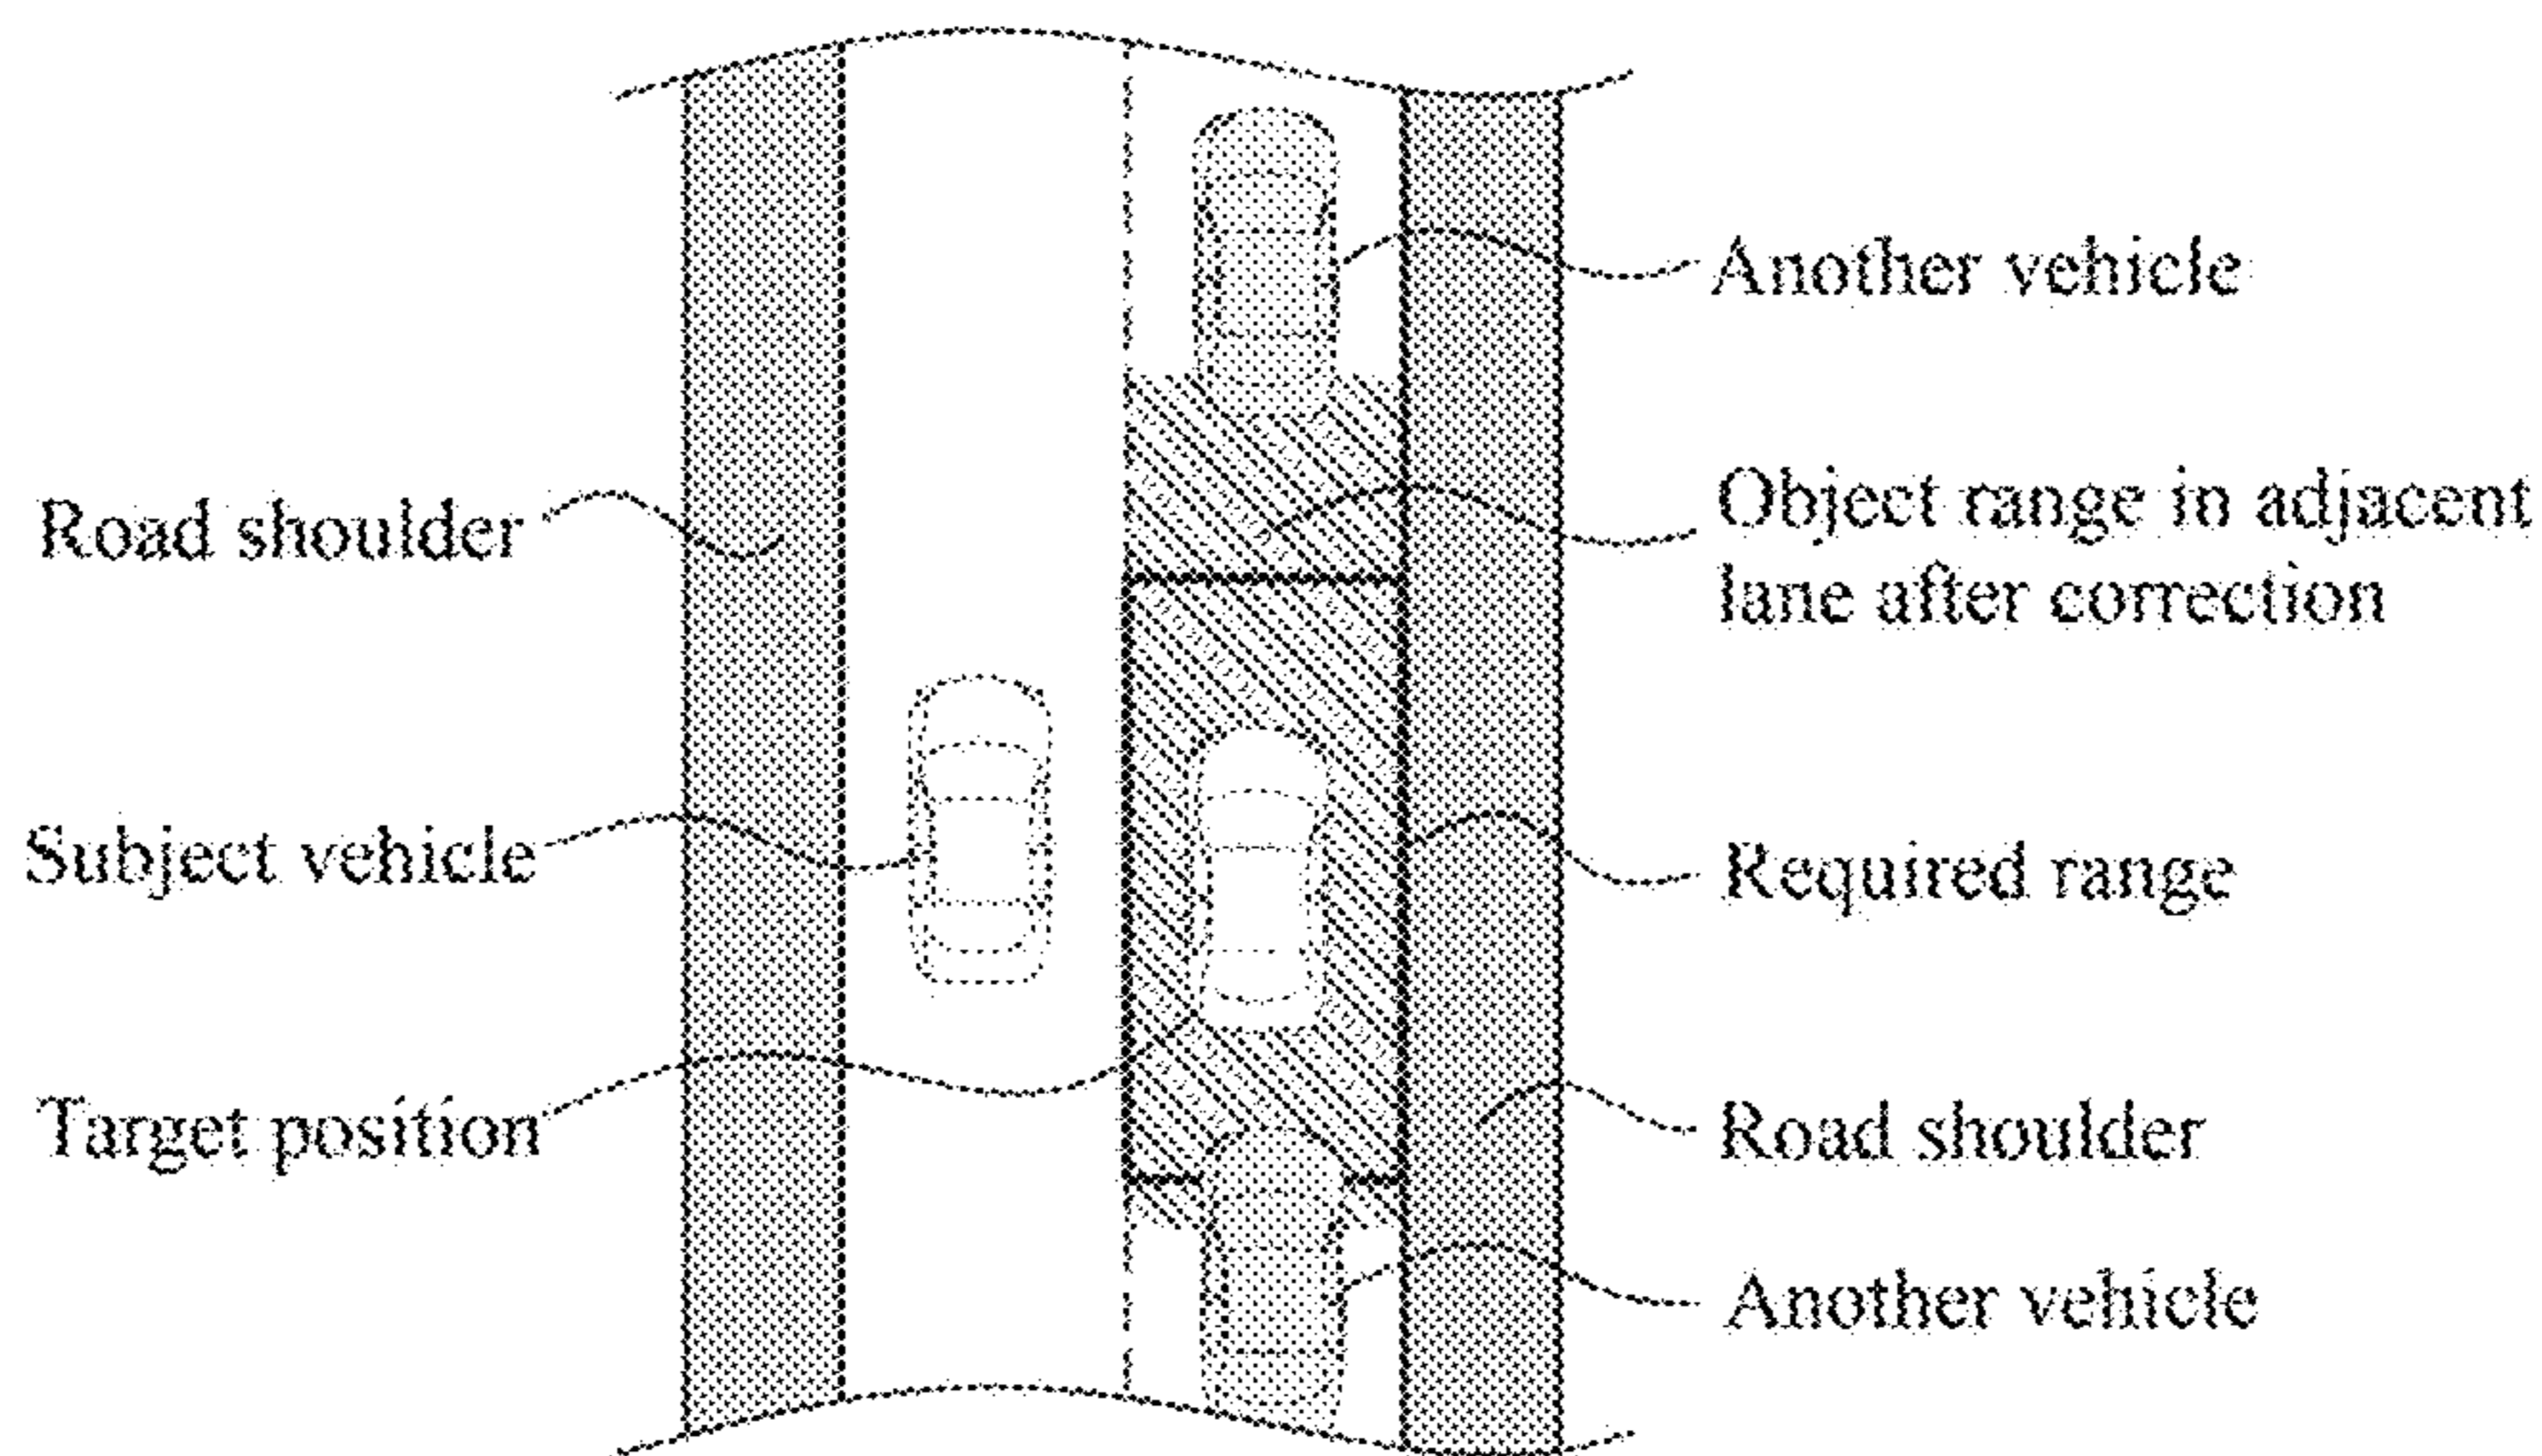 Another vehicle
Road shoulder
Object range in adjacent
lane after correction
Subject vehicle
Required range
Target position
Road shoulder
Another vehicle